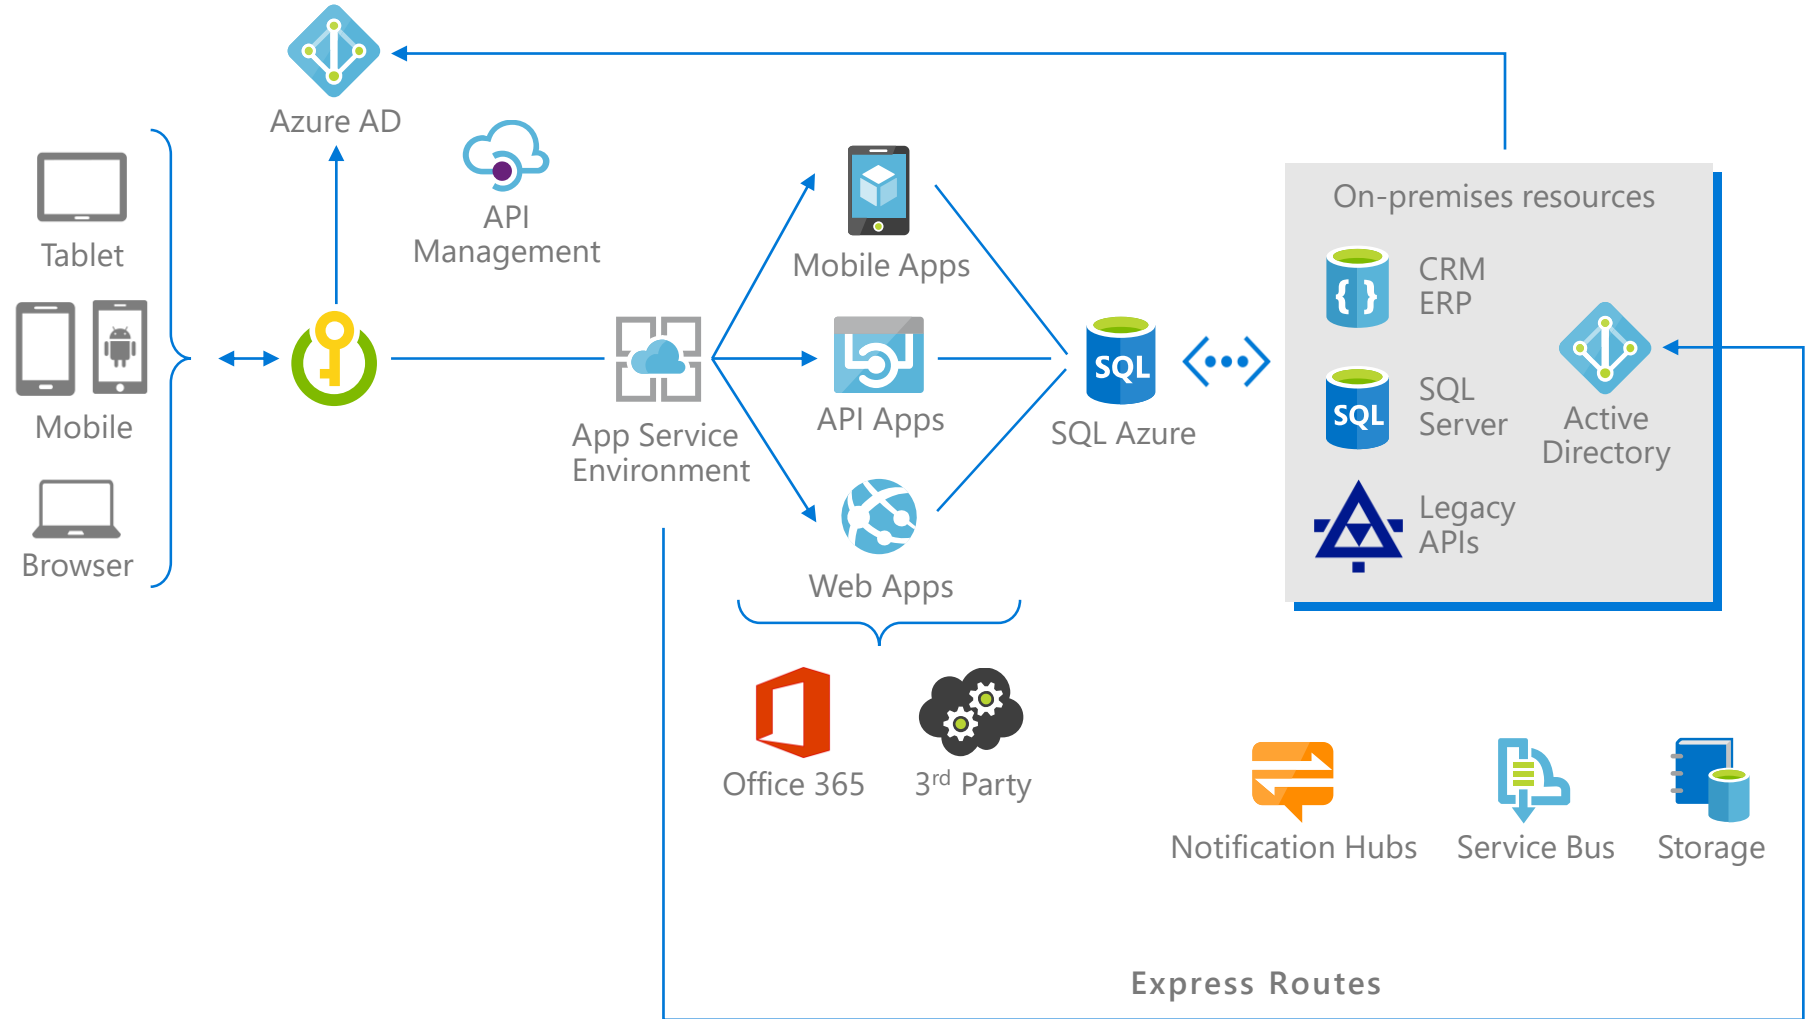 Azure AD
API
Management
Tablet
Mobile
Browser
App Service
Environment
Mobile Apps
API Apps
Web Apps
SQL
SQL Azure
On-premises resources
{ }
CRM
ERP
SQL
SQL
Server
Legacy
APIs
Active
Directory
Office 365
3rd Party
Notification Hubs
Service Bus
Storage
Express Routes